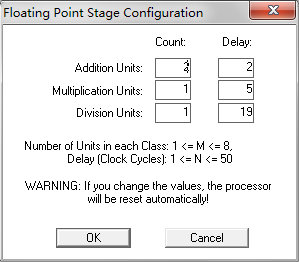 Floating Point Stage Configuration
Count: Delay:
Addition Units: 2
Multiplication Units: 1 5
Division Units: 1 19
Number of Units in each Class: 1 <= M <= 8,
Delay (Clock Cycles): 1 <= N <= 50
WARNING: If you change the values, the processor
will be reset automatically!
OK Cancel